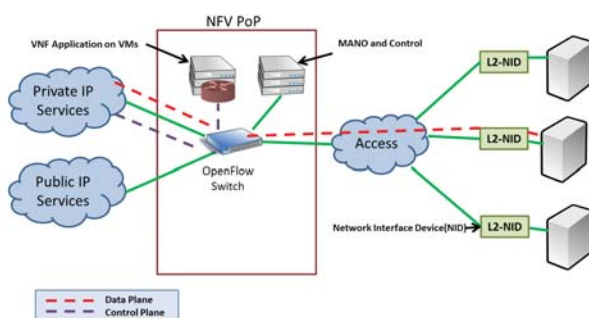 NFV PoP
VNF Application on VMs
MANO and Control
L2-NID
Private IP
Services
Access
L2-NID
OpenFlow
Switch
Public IP
Services
Network Interface Device(NID)
L2-NID
Data Plane
Control Plane